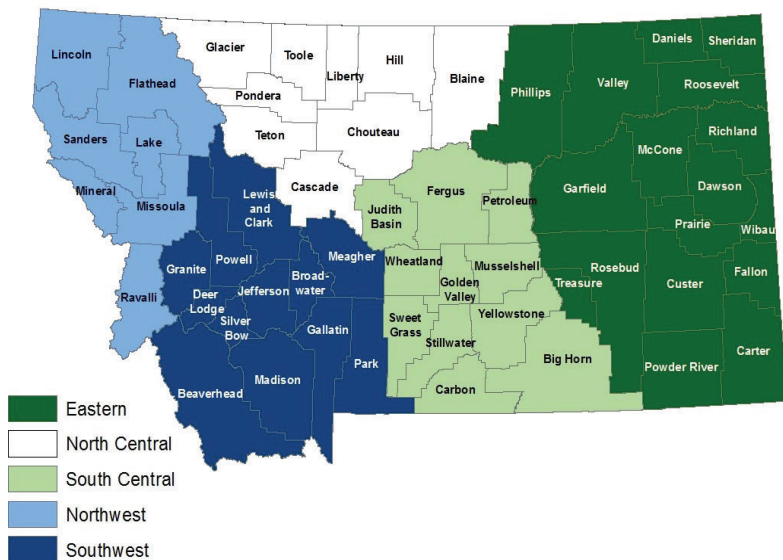 Lincoln
Flathead
Glacier
Toole
Liberty
Hill
Blaine
Phillips
Valley
Daniels
Sheridan
Roosevelt
Pondera
Teton
Chouteau
Sanders
Lake
Mineral
Missoula
Cascade
Lewis
and
Clark
Judith
Basin
Fergus
Petroleum
Garfield
McCone
Richland
Dawson
Prairie
Wibau
Ravalli
Granite
Powell
Deer
Lodge
Silver
Bow
Jefferson
Broad-
water
Meagher
Wheatland
Golden
Valley
Musselshell
Treasure
Rosebud
Custer
Fallon
Beaverhead
Madison
Gallatin
Park
Sweet
Grass
Stillwater
Yellowstone
Carbon
Big Horn
Powder River
Carter
Eastern
North Central
South Central
Northwest
Southwest